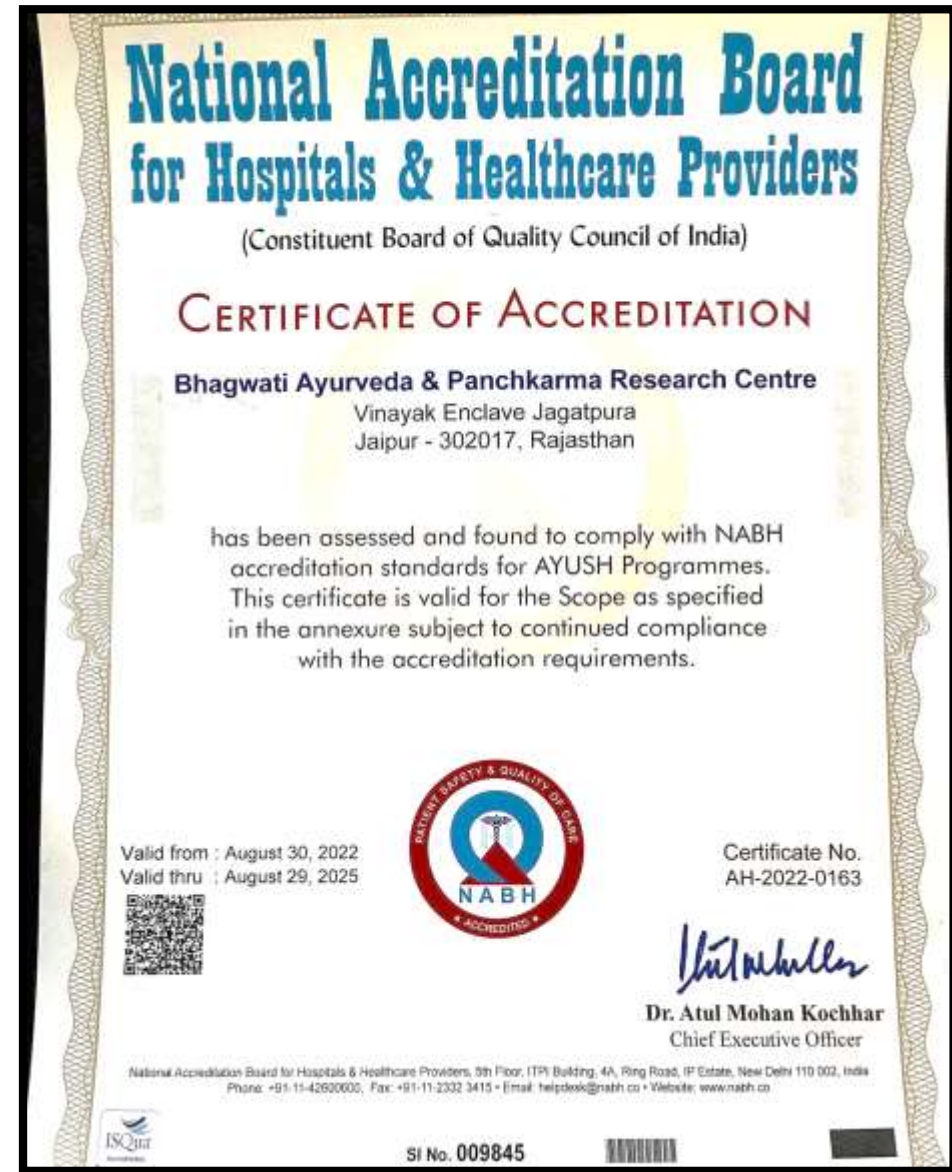 National Accreditation Board
for Hospitals & Healthcare Providers
(Constituent Board of Quality Council of India)
CERTIFICATE OF ACCREDITATION
Bhagwati Ayurveda & Panchkarma Research Centre
Vinayak Enclave Jagatpura
Jaipur - 302017, Rajasthan
has been assessed and found to comply with NABH
accreditation standards for AYUSH Programmes.
This certificate is valid for the Scope as specified
in the annexure subject to continued compliance
with the accreditation requirements.
PATIENT SAFETY & QUALITY OF CARE
NABH
ACCREDITED
Valid from : August 30, 2022
Valid thru : August 29, 2025
Certificate No.
AH-2022-0163
Dr. Atul Mohan Kochhar
Chief Executive Officer
National Accreditation Board for Hospitals & Healthcare Providers, 5th Floor, ITPI Building, 4A, Ring Road, IP Estate, New Delhi 110 002, India
Phone: +91-11-42600600, Fax: +91-11-2332 3415 • Email: helpdesk@nabh.co • Website: www.nabh.co
ISQua
SI No. 009845